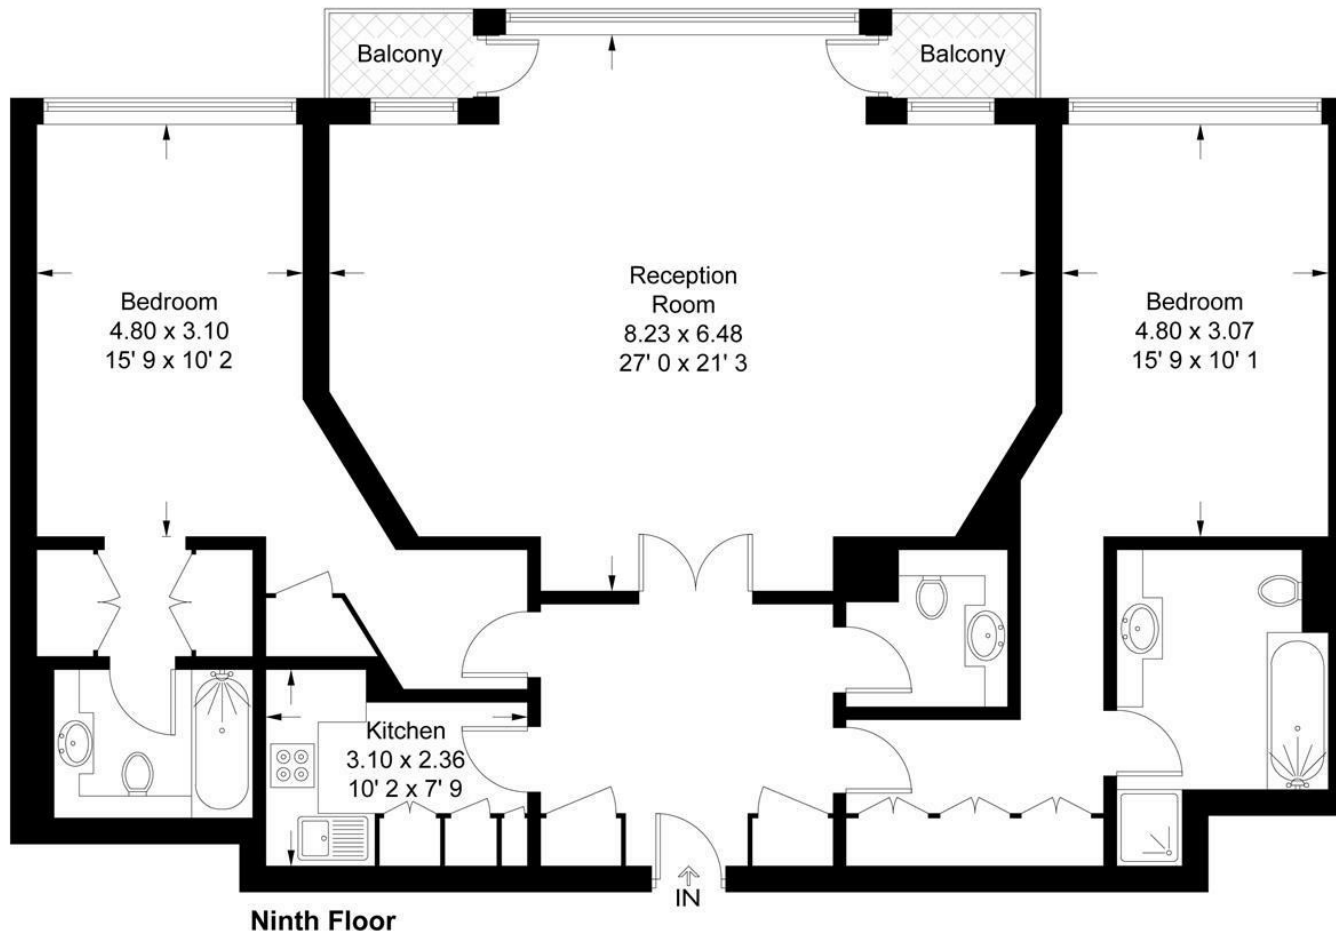 Balcony
Balcony
Bedroom
4.80 x 3.10
15' 9 x 10' 2
Reception
Room
8.23 x 6.48
27' 0 x 21' 3
Bedroom
4.80 x 3.07
15' 9 x 10' 1
Kitchen
3.10 x 2.36
10' 2 x 7' 9
IN
Ninth Floor